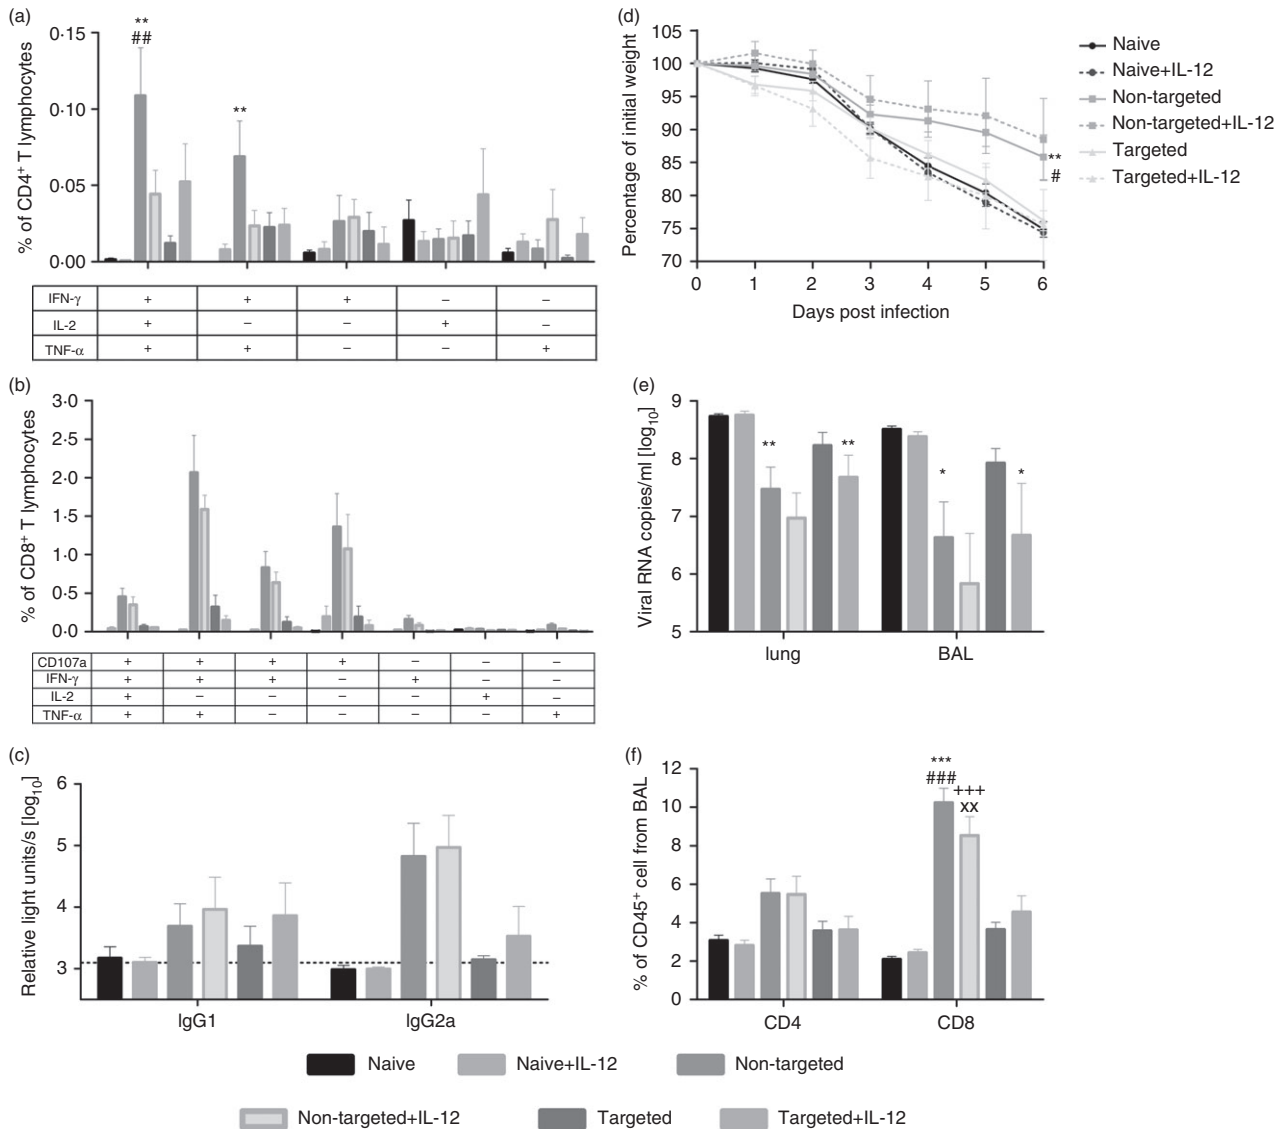 (a)
% of CD4+ T lymphocytes
0·15
0·10
0·05
0·00
**
##
**
IFN-γ + + + – –
IL-2 + – – + –
TNF-α + + – – +
(b)
% of CD8+ T lymphocytes
3·0
2·5
2·0
1·5
1·0
0·5
0·0
CD107a + + + + – – –
IFN-γ + + + – + – –
IL-2 + – – – – + –
TNF-α + + – – – – +
(c)
Relative light units/s [log10]
6
5
4
3
IgG1 IgG2a
(d)
Percentage of initial weight
105
100
95
90
85
80
75
70
0 1 2 3 4 5 6
Days post infection
**
#
Naive
Naive+IL-12
Non-targeted
Non-targeted+IL-12
Targeted
Targeted+IL-12
(e)
Viral RNA copies/ml [log10]
9
8
7
6
5
** ** * *
lung BAL
(f)
% of CD45+ cell from BAL
12
10
8
6
4
2
0
***
###
+++
xx
CD4 CD8
Naive Naive+IL-12 Non-targeted
Non-targeted+IL-12 Targeted Targeted+IL-12